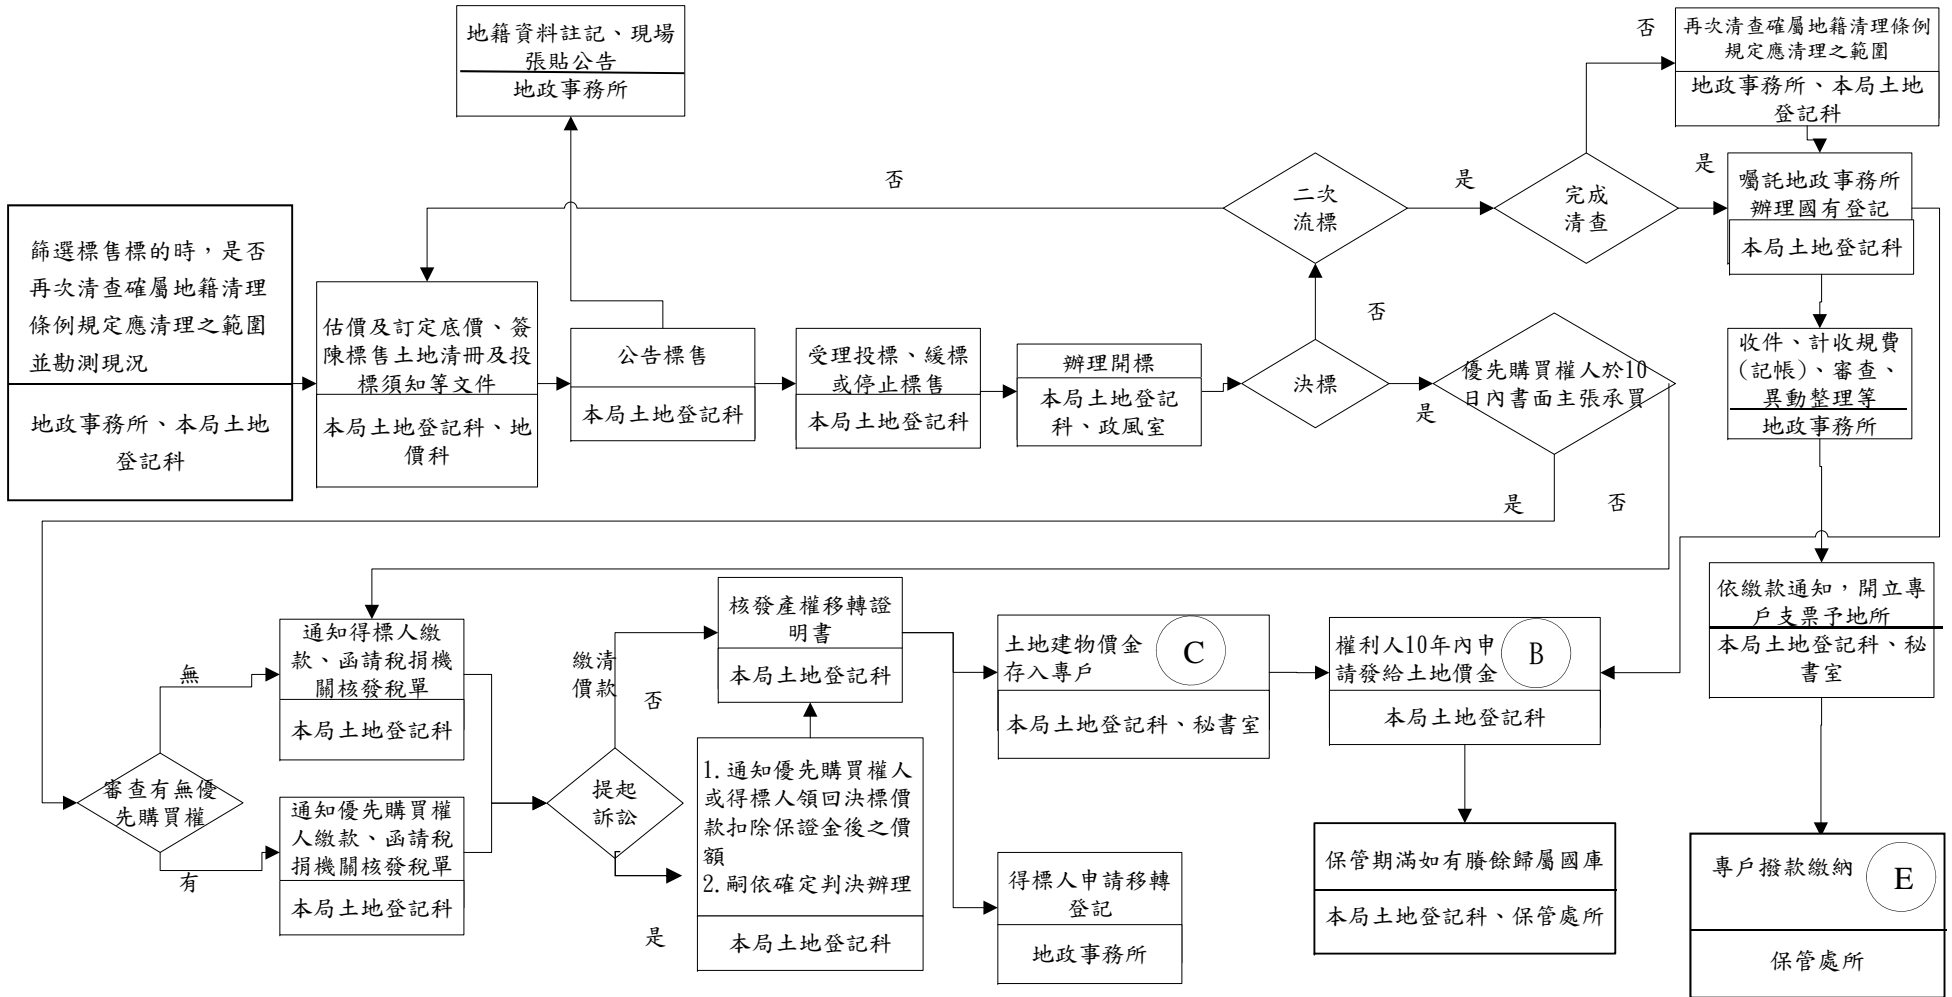 地籍資料註記、現場
張貼公告
地政事務所
否
再次清查確屬地籍清理條例
規定應清理之範圍
地政事務所、本局土地
登記科
否
二次
流標
是
完成
清查
是
囑託地政事務所
辦理國有登記
本局土地登記科
篩選標售標的時，是否
再次清查確屬地籍清理
條例規定應清理之範圍
並勘測現況
地政事務所、本局土地
登記科
估價及訂定底價、簽
陳標售土地清冊及投
標須知等文件
本局土地登記科、地
價科
公告標售
本局土地登記科
受理投標、緩標
或停止標售
本局土地登記科
辦理開標
本局土地登記
科、政風室
否
決標
是
優先購買權人於10
日內書面主張承買
是
否
收件、計收規費
(記帳)、審查、
異動整理等
地政事務所
依繳款通知，開立專
戶支票予地所
本局土地登記科、秘
書室
審查有無優
先購買權
無
有
通知得標人繳
款、函請稅捐機
關核發稅單
本局土地登記科
通知優先購買權
人繳款、函請稅
捐機關核發稅單
本局土地登記科
繳清
價款
否
提起
訴訟
是
核發產權移轉證
明書
本局土地登記科
1.通知優先購買權人
或得標人領回決標價
款扣除保證金後之價
額
2.嗣依確定判決辦理
本局土地登記科
土地建物價金
存入專戶
C
本局土地登記科、秘書室
得標人申請移轉
登記
地政事務所
權利人10年內申
請發給土地價金
B
本局土地登記科
保管期滿如有賸餘歸屬國庫
本局土地登記科、保管處所
專戶撥款繳納
E
保管處所